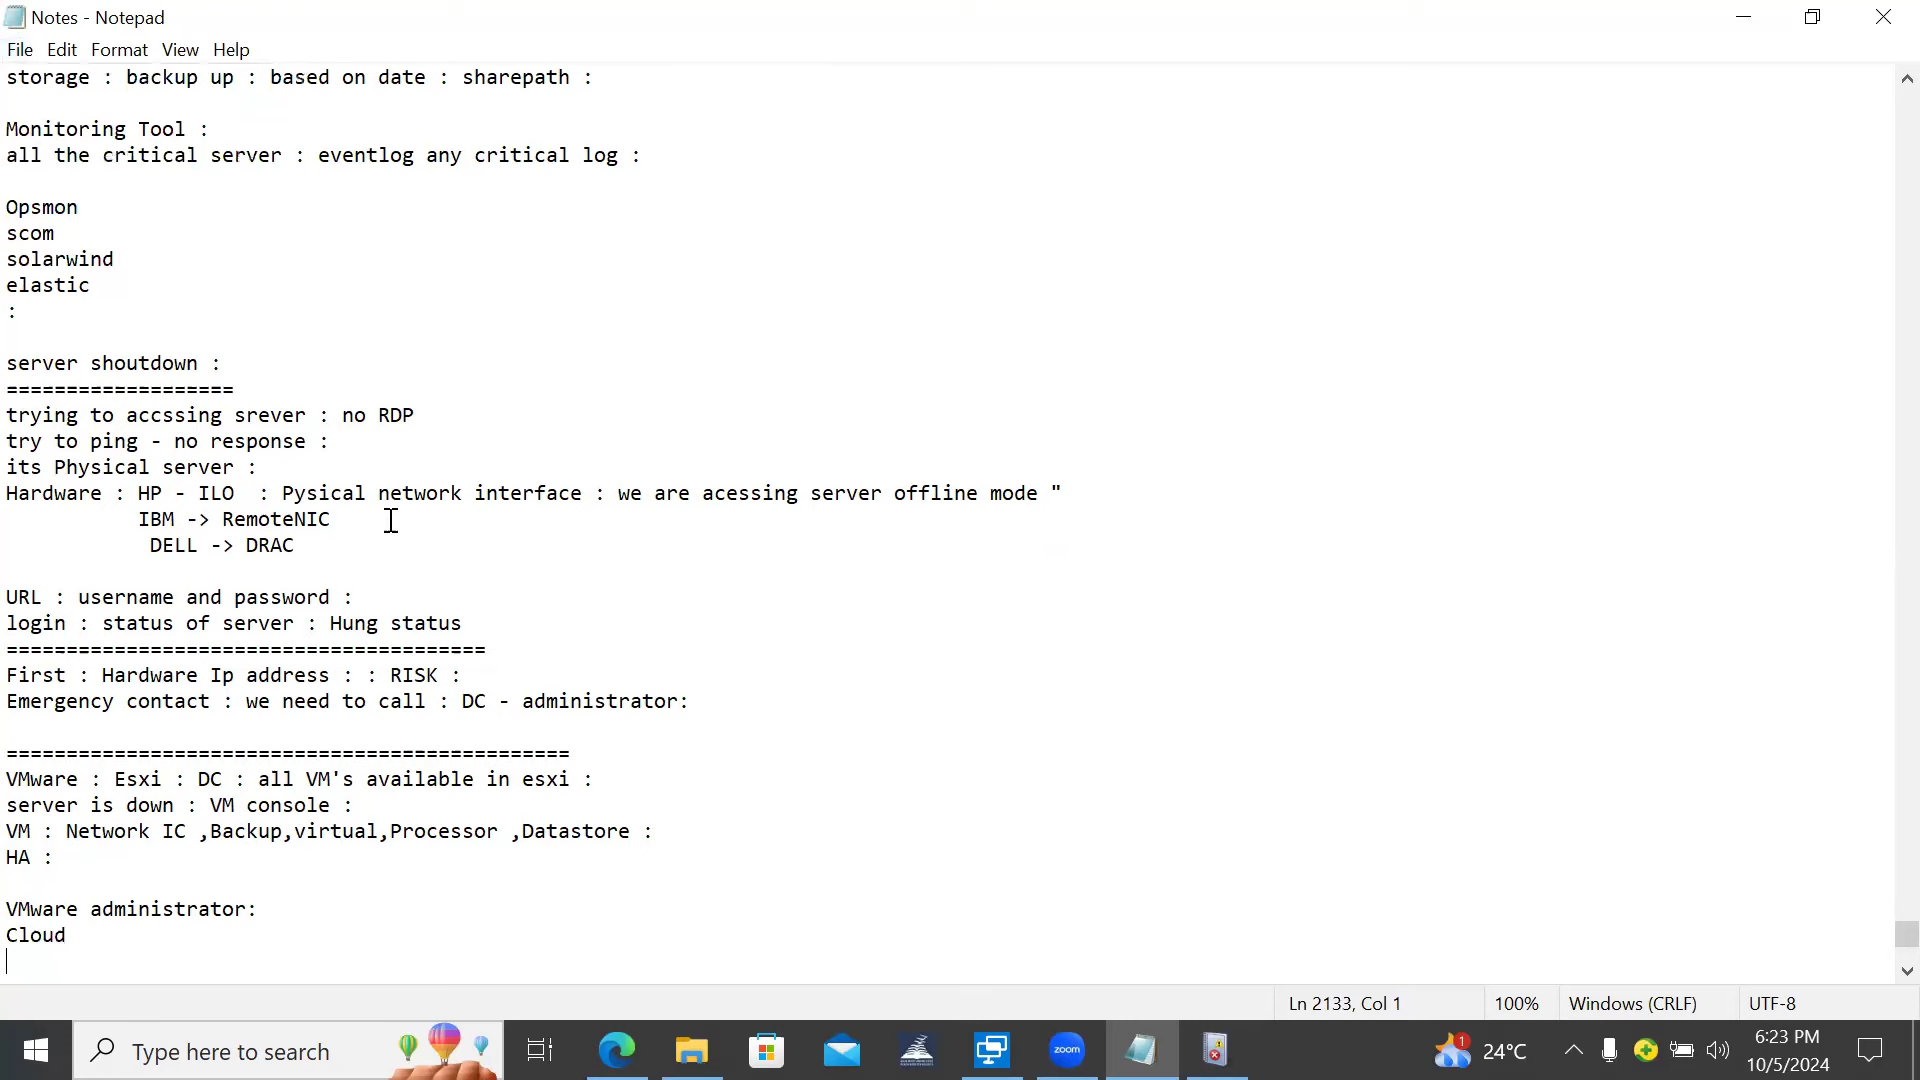 Notes - Notepad
File Edit Format View Help
storage : backup up : based on date : sharepath :
Monitoring Tool :
all the critical server : eventlog any critical log :
Opsmon
scom
solarwind
elastic
:
server shoutdown :
===================
trying to accssing srever : no RDP
try to ping - no response :
its Physical server :
Hardware : HP - ILO  : Pysical network interface : we are acessing server offline mode "
IBM -> RemoteNIC
DELL -> DRAC
URL : username and password :
login : status of server : Hung status
========================================
First : Hardware Ip address : : RISK :
Emergency contact : we need to call : DC - administrator:
===============================================
VMware : Esxi : DC : all VM's available in esxi :
server is down : VM console :
VM : Network IC ,Backup,virtual,Processor ,Datastore :
HA :
VMware administrator:
Cloud
Ln 2133, Col 1 100% Windows (CRLF) UTF-8
Type here to search
zoom
1
24°C
6:23 PM
10/5/2024